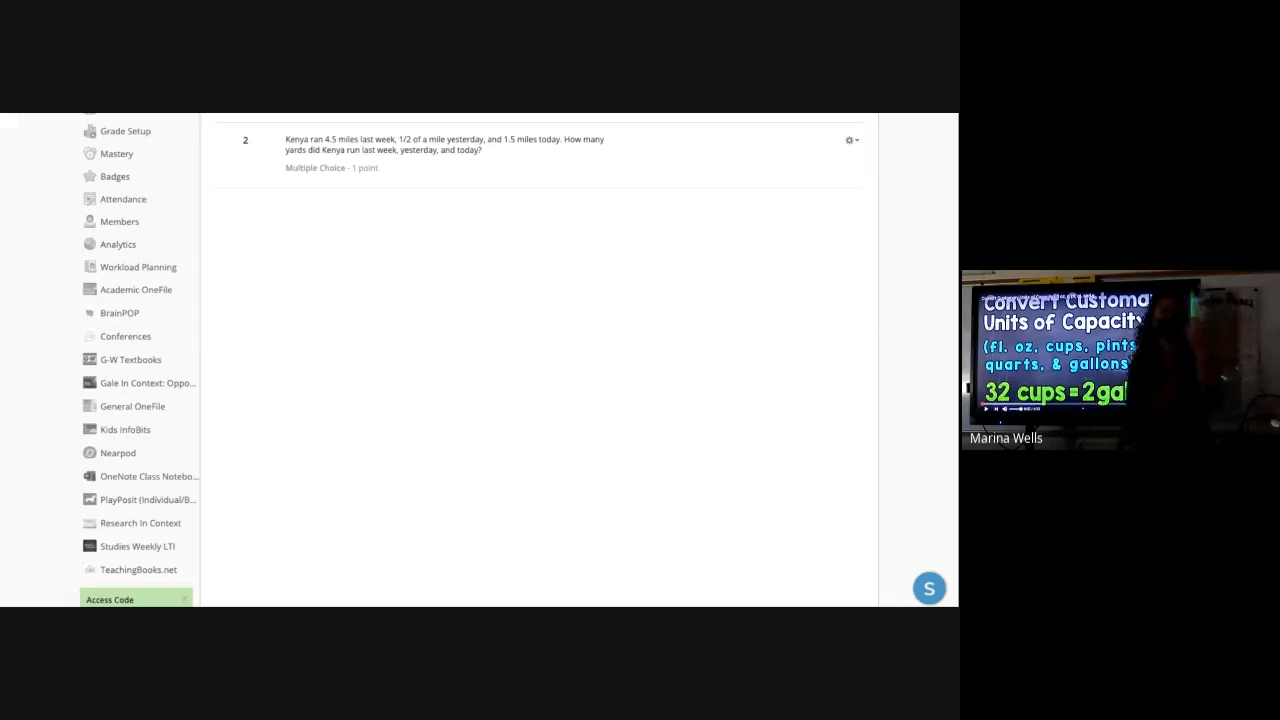 Grade Setup
Mastery
Badges
Attendance
Members
Analytics
Workload Planning
Academic OneFile
BrainPOP
Conferences
G-W Textbooks
Gale In Context: Oppo...
General OneFile
Kids InfoBits
Nearpod
OneNote Class Notebo...
PlayPosit (Individual/B...
Research In Context
Studies Weekly LTI
TeachingBooks.net
Access Code
2
Kenya ran 4.5 miles last week, 1/2 of a mile yesterday, and 1.5 miles today. How many
yards did Kenya run last week, yesterday, and today?
Multiple Choice - 1 point
S
Convert Customa
Units of Capacity
(fl. oz, cups, pints
quarts, & gallons
32 cups = 2 gal
Marina Wells